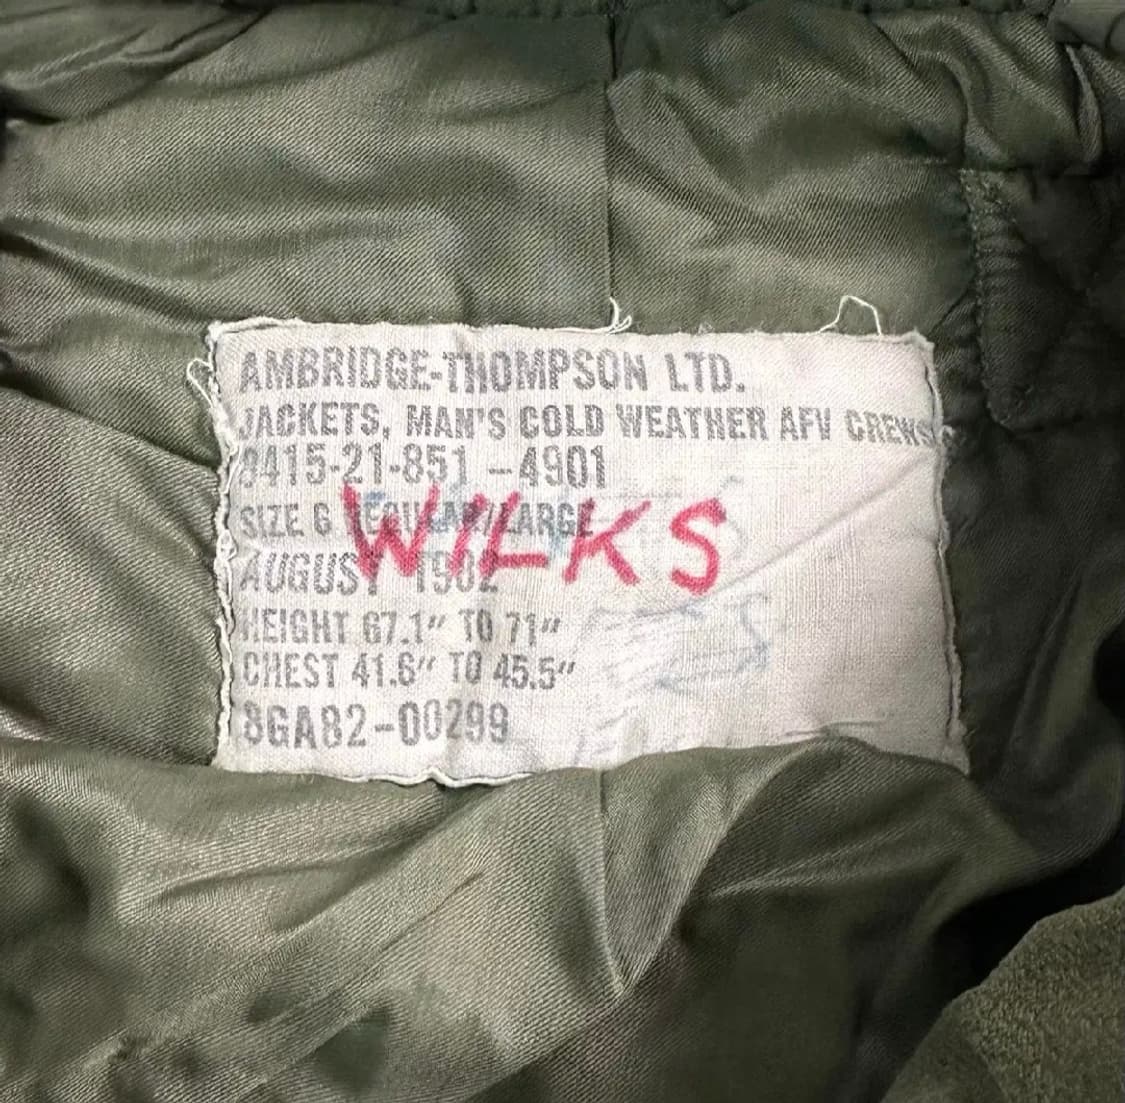 AMBRIDGE-THOMPSON LTD.
JACKETS, MAN'S COLD WEATHER AFV CREWS
8415-21-851-4901
SIZE 6 REGULAR/LARGE
WILKS
AUGUST 1982
HEIGHT 67.1" TO 71"
CHEST 41.6" TO 45.5"
8GA82-00299